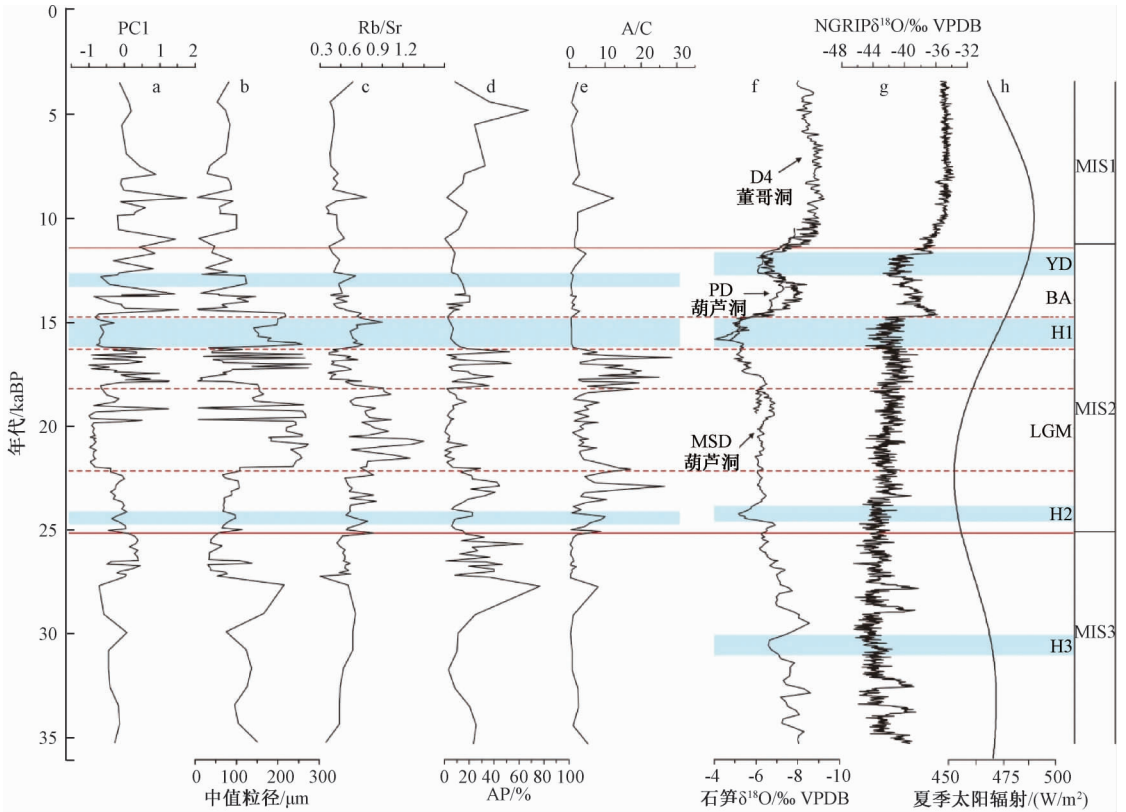 PC1
Rb/Sr
A/C
NGRIPδ¹⁸O/‰ VPDB
-1 0 1 2
0.3 0.6 0.9 1.2
0 10 20 30
-48 -44 -40 -36 -32
a b c d e f g h
0
5
10
15
20
25
30
35
年代/kaBP
D4
董哥洞
PD
葫芦洞
MSD
葫芦洞
YD
BA
H1
LGM
H2
H3
MIS1
MIS2
MIS3
0 100 200 300
中值粒径/μm
0 20 40 60 80 100
AP/%
-4 -6 -8 -10
石笋δ¹⁸O/‰ VPDB
450 500
夏季太阳辐射/(W/m²)